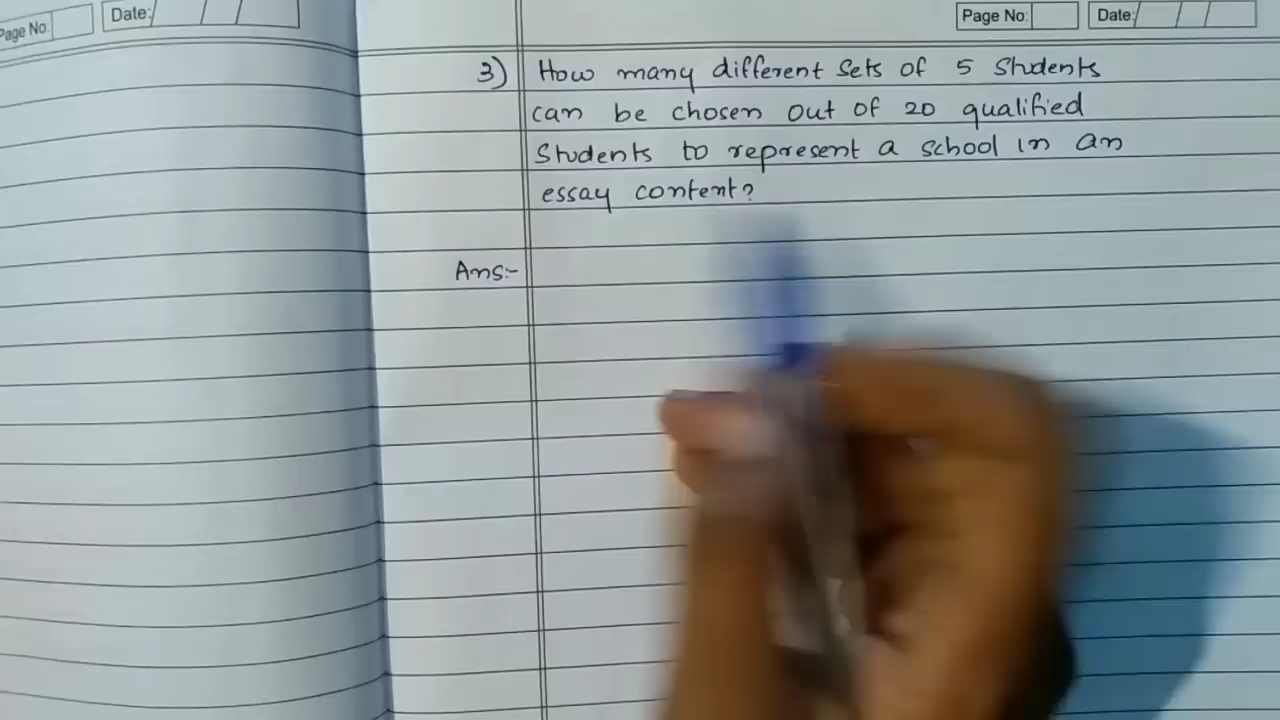 Page No: Date:
Page No: Date:
3) How many different sets of 5 students
can be chosen out of 20 qualified
Students to represent a school in an
essay content?
Ans:-